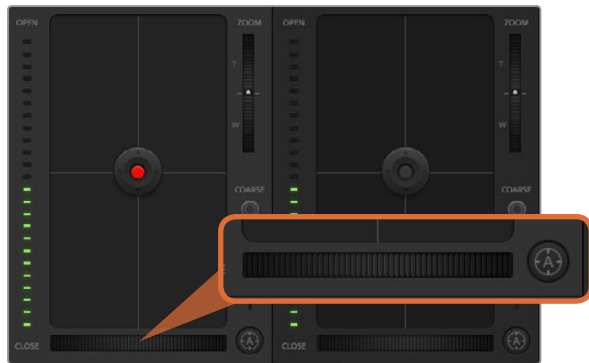 OPEN ZOOM OPEN ZOOM
T T
W W
COARSE COARSE
A
CLOSE A CLOSE A